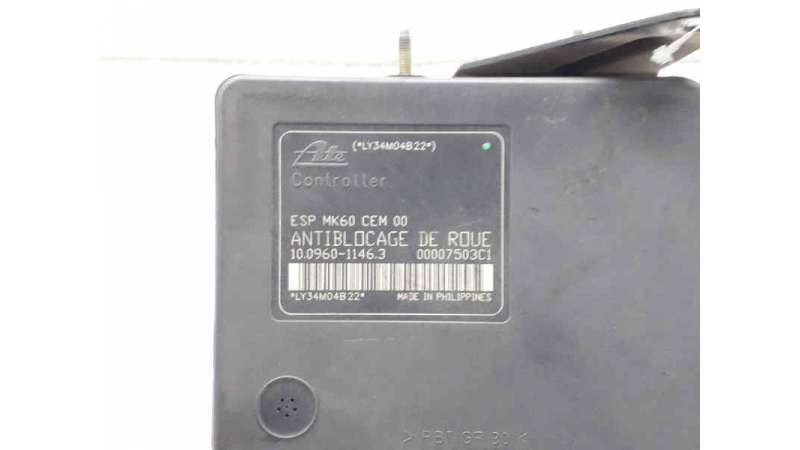 Ate (*LY34M04B22*)
Controller
ESP MK60 CEM 00
ANTIBLOCAGE DE ROUE
10.0960-1146.3 00007503C1
*LY34M04B22* MADE IN PHILIPPINES
> PBT GF 30 <